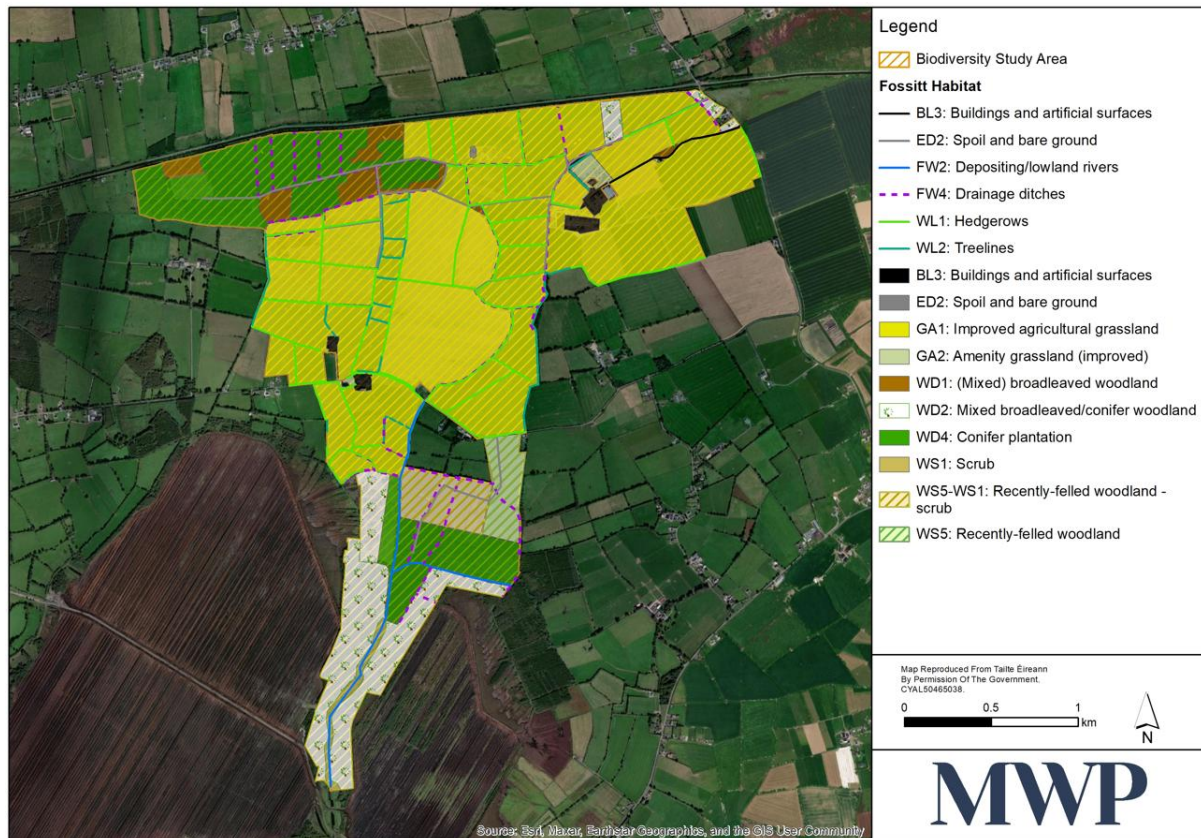 Legend
Biodiversity Study Area
Fossitt Habitat
BL3: Buildings and artificial surfaces
ED2: Spoil and bare ground
FW2: Depositing/lowland rivers
FW4: Drainage ditches
WL1: Hedgerows
WL2: Treelines
BL3: Buildings and artificial surfaces
ED2: Spoil and bare ground
GA1: Improved agricultural grassland
GA2: Amenity grassland (improved)
WD1: (Mixed) broadleaved woodland
WD2: Mixed broadleaved/conifer woodland
WD4: Conifer plantation
WS1: Scrub
WS5-WS1: Recently-felled woodland -
scrub
WS5: Recently-felled woodland
Map Reproduced From Tailte Éireann
By Permission Of The Government.
CYAL50465038.
0 0.5 1
km
N
MWP
Source: Esri, Maxar, Earthstar Geographics, and the GIS User Community